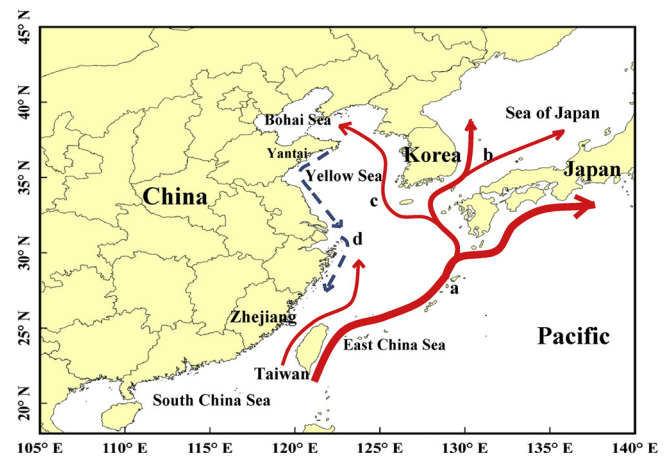 45° N
40° N
35° N
30° N
25° N
20° N
Bohai Sea
Sea of Japan
Yantai
Korea
b
Yellow Sea
Japan
China
c
d
a
Zhejiang
East China Sea
Pacific
Taiwan
South China Sea
105° E
110° E
115° E
120° E
125° E
130° E
135° E
140° E